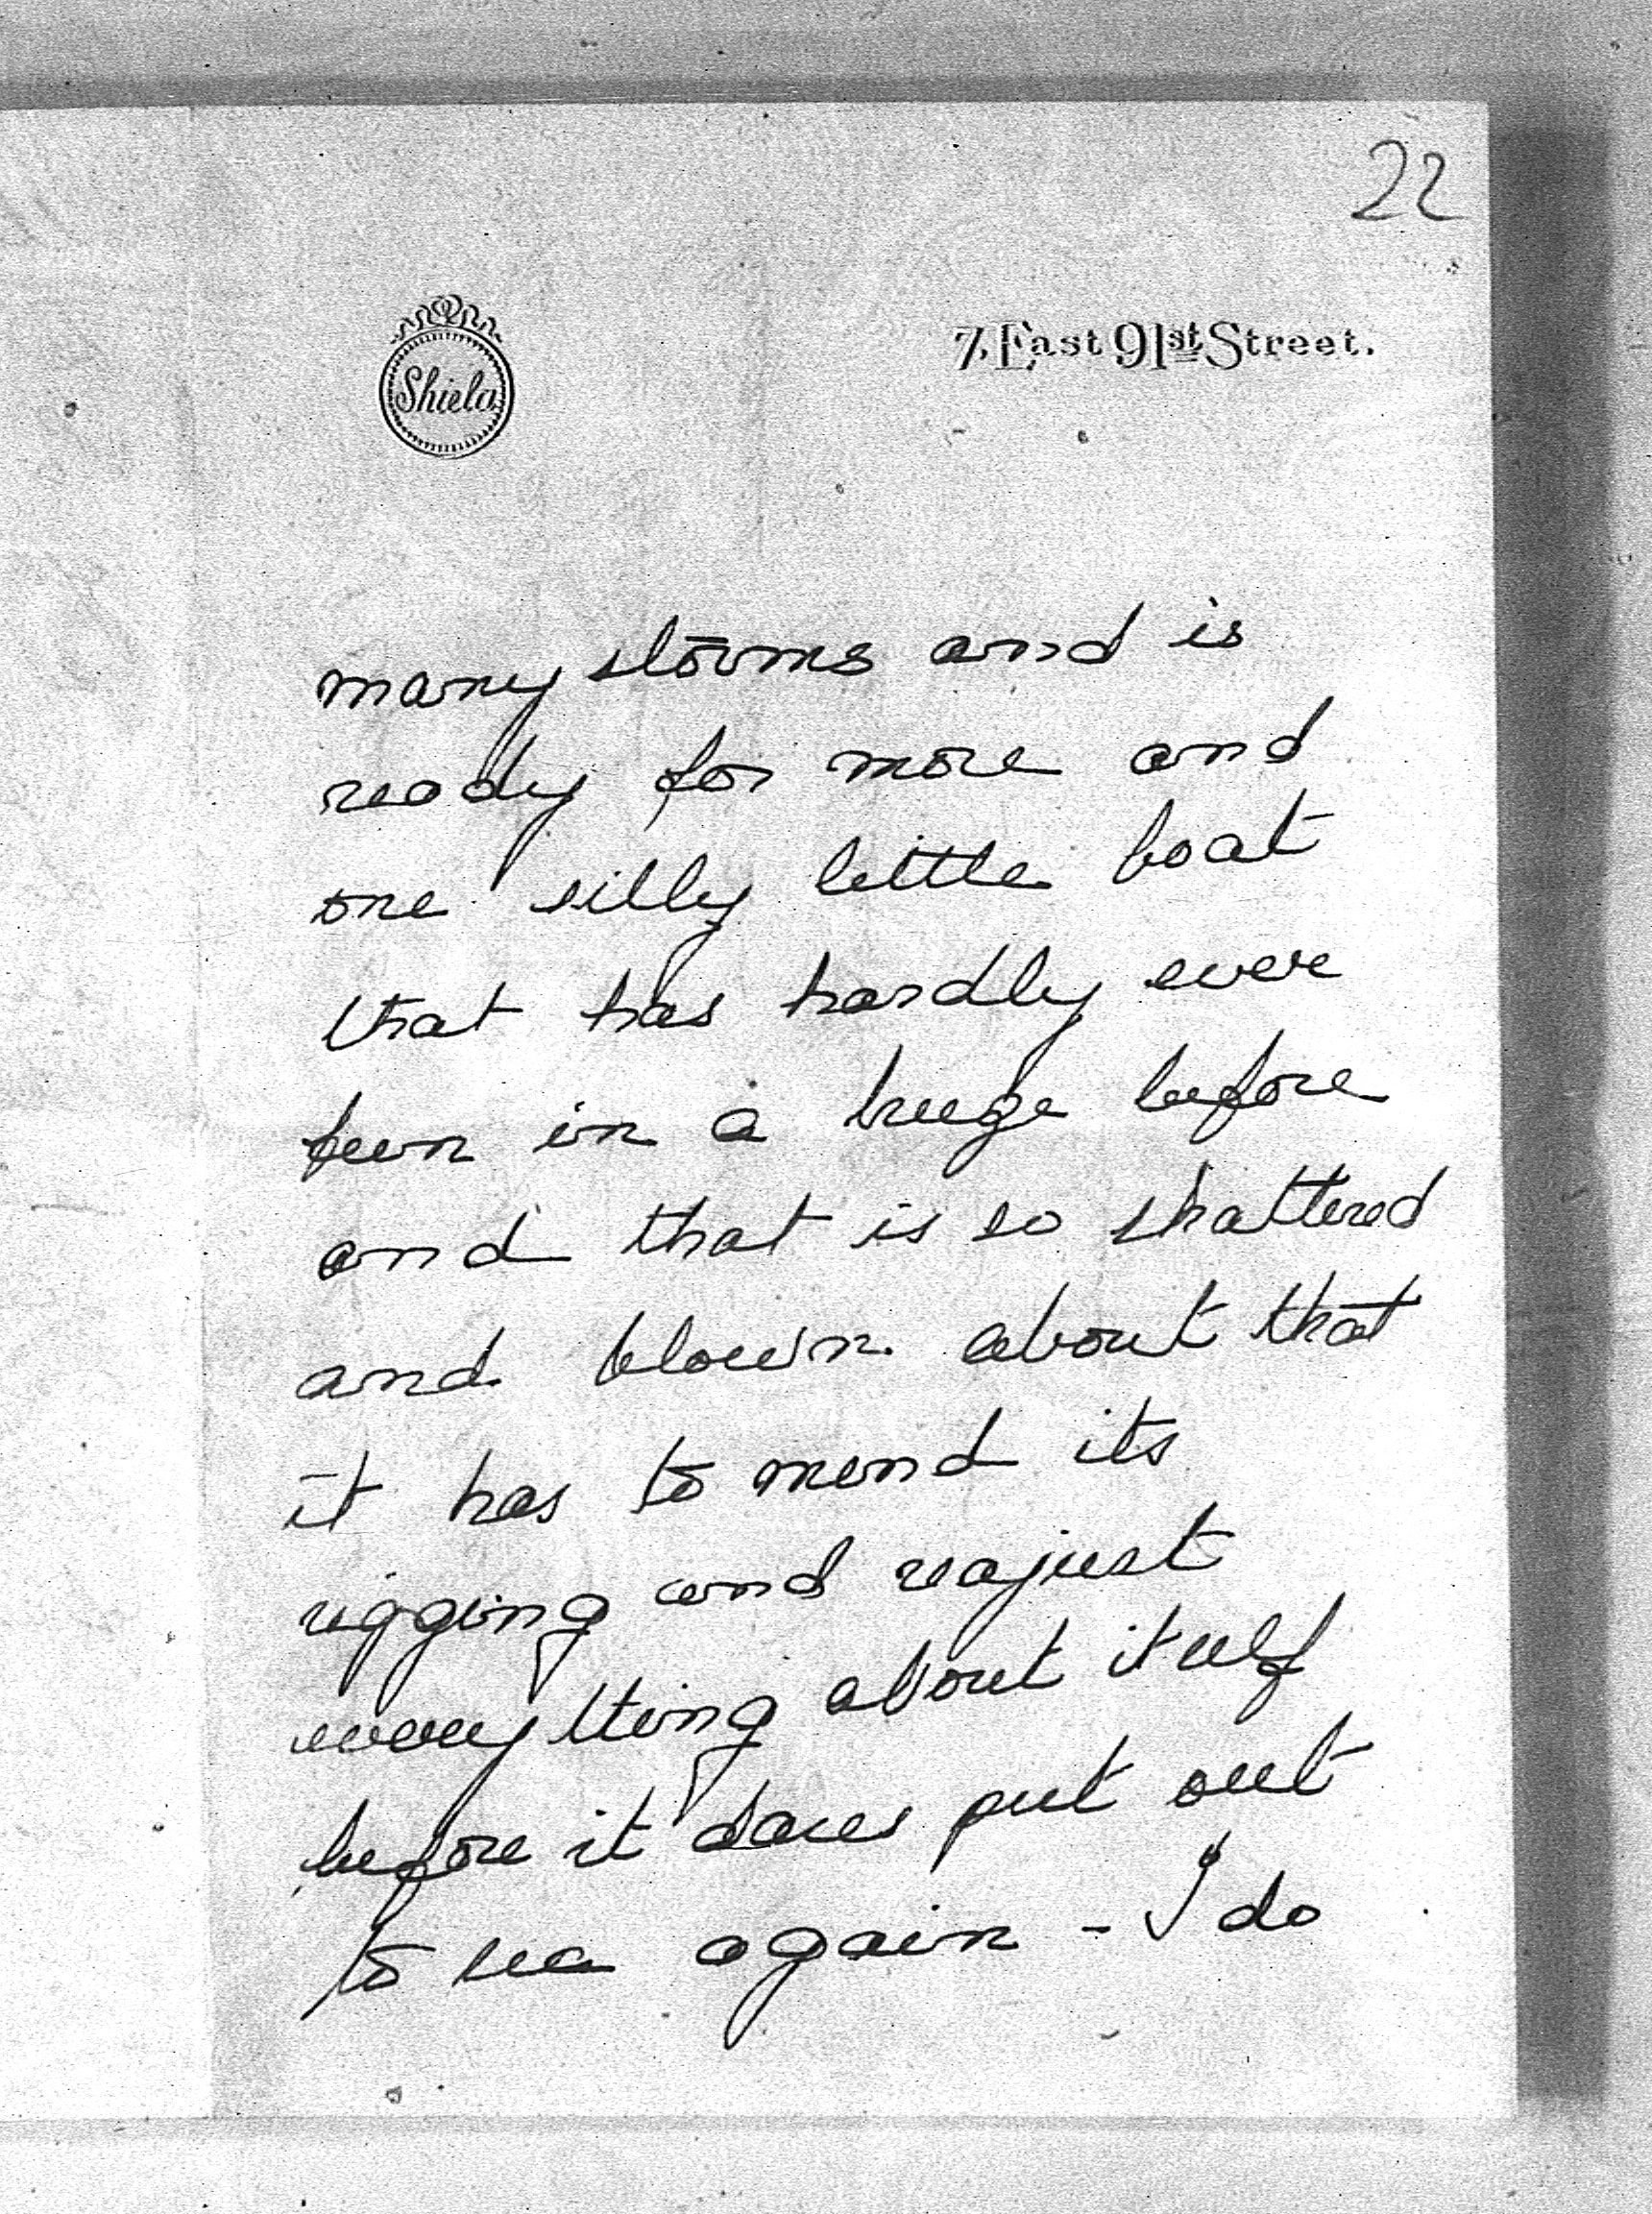 22
Shiela
7, East 91st Street.
many storms and is
ready for more and
one silly little boat
that has hardly ever
been in a breeze before
and that is so shattered
and blown about that
it has to mend its
rigging and reajust
everything about itself
before it dares put out
to sea again - I do